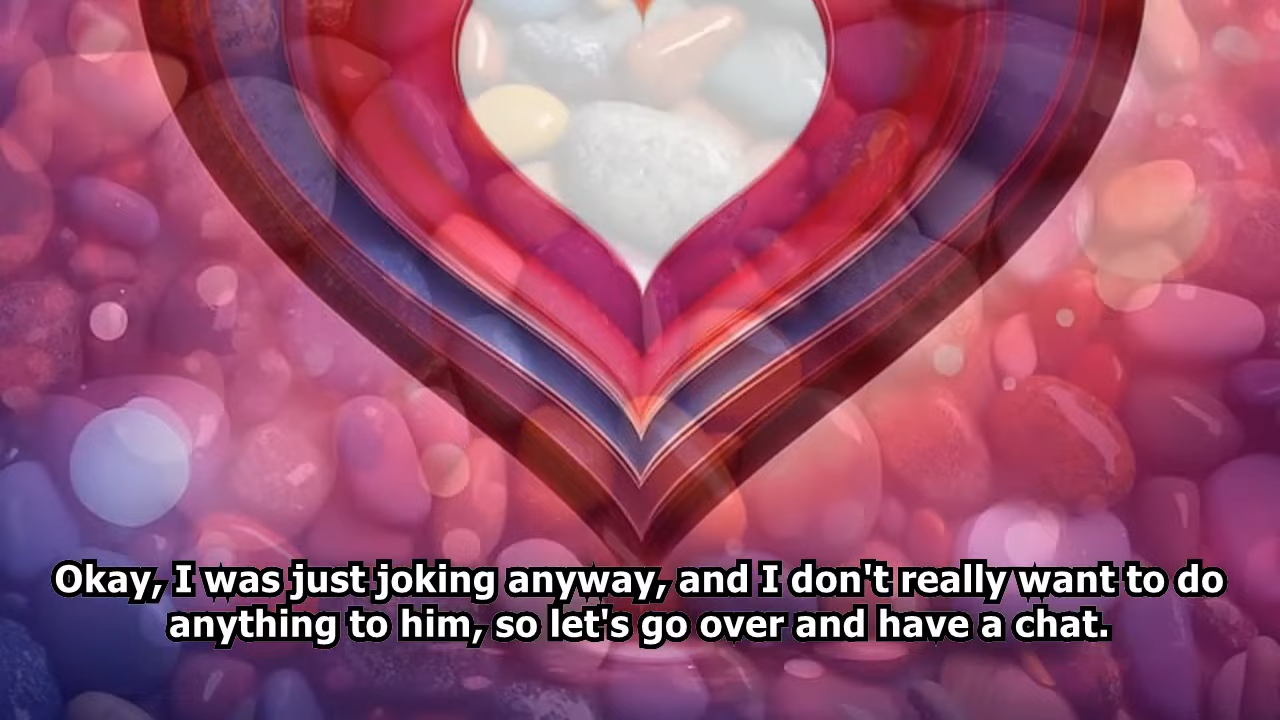 Okay, I was just joking anyway, and I don't really want to do
anything to him, so let's go over and have a chat.